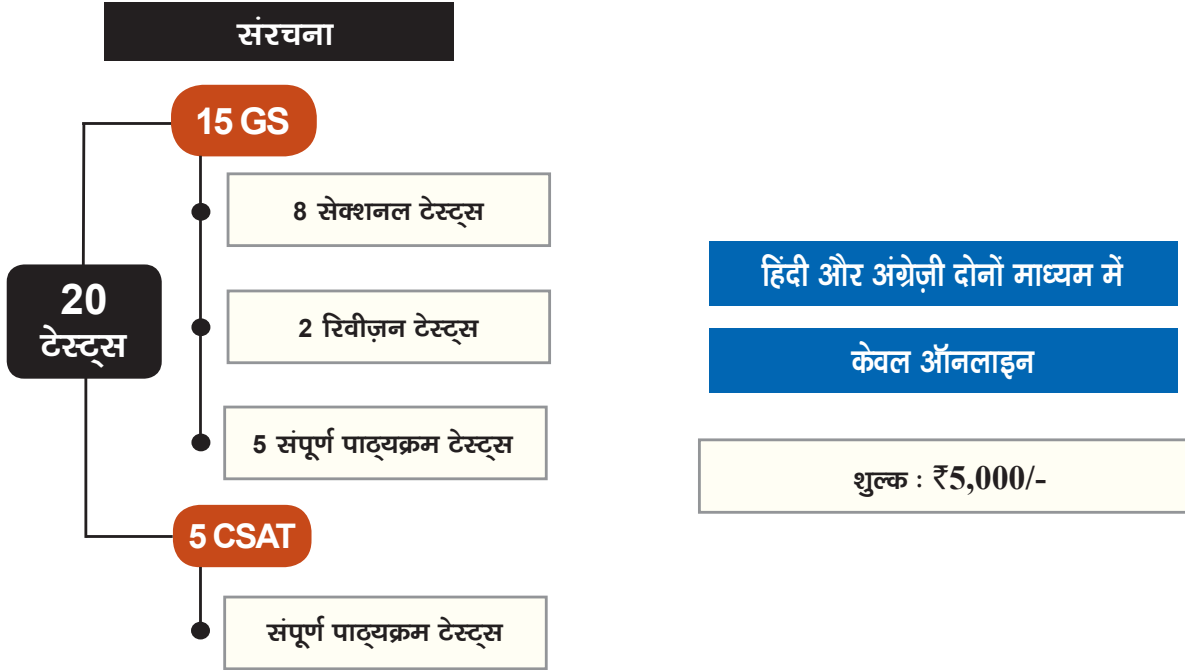 संरचना
15 GS
8 सेक्शनल टेस्ट्स
2 रिवीज़न टेस्ट्स
5 संपूर्ण पाठ्यक्रम टेस्ट्स
20
टेस्ट्स
5 CSAT
संपूर्ण पाठ्यक्रम टेस्ट्स
हिंदी और अंग्रेज़ी दोनों माध्यम में
केवल ऑनलाइन
शुल्क : ₹5,000/-